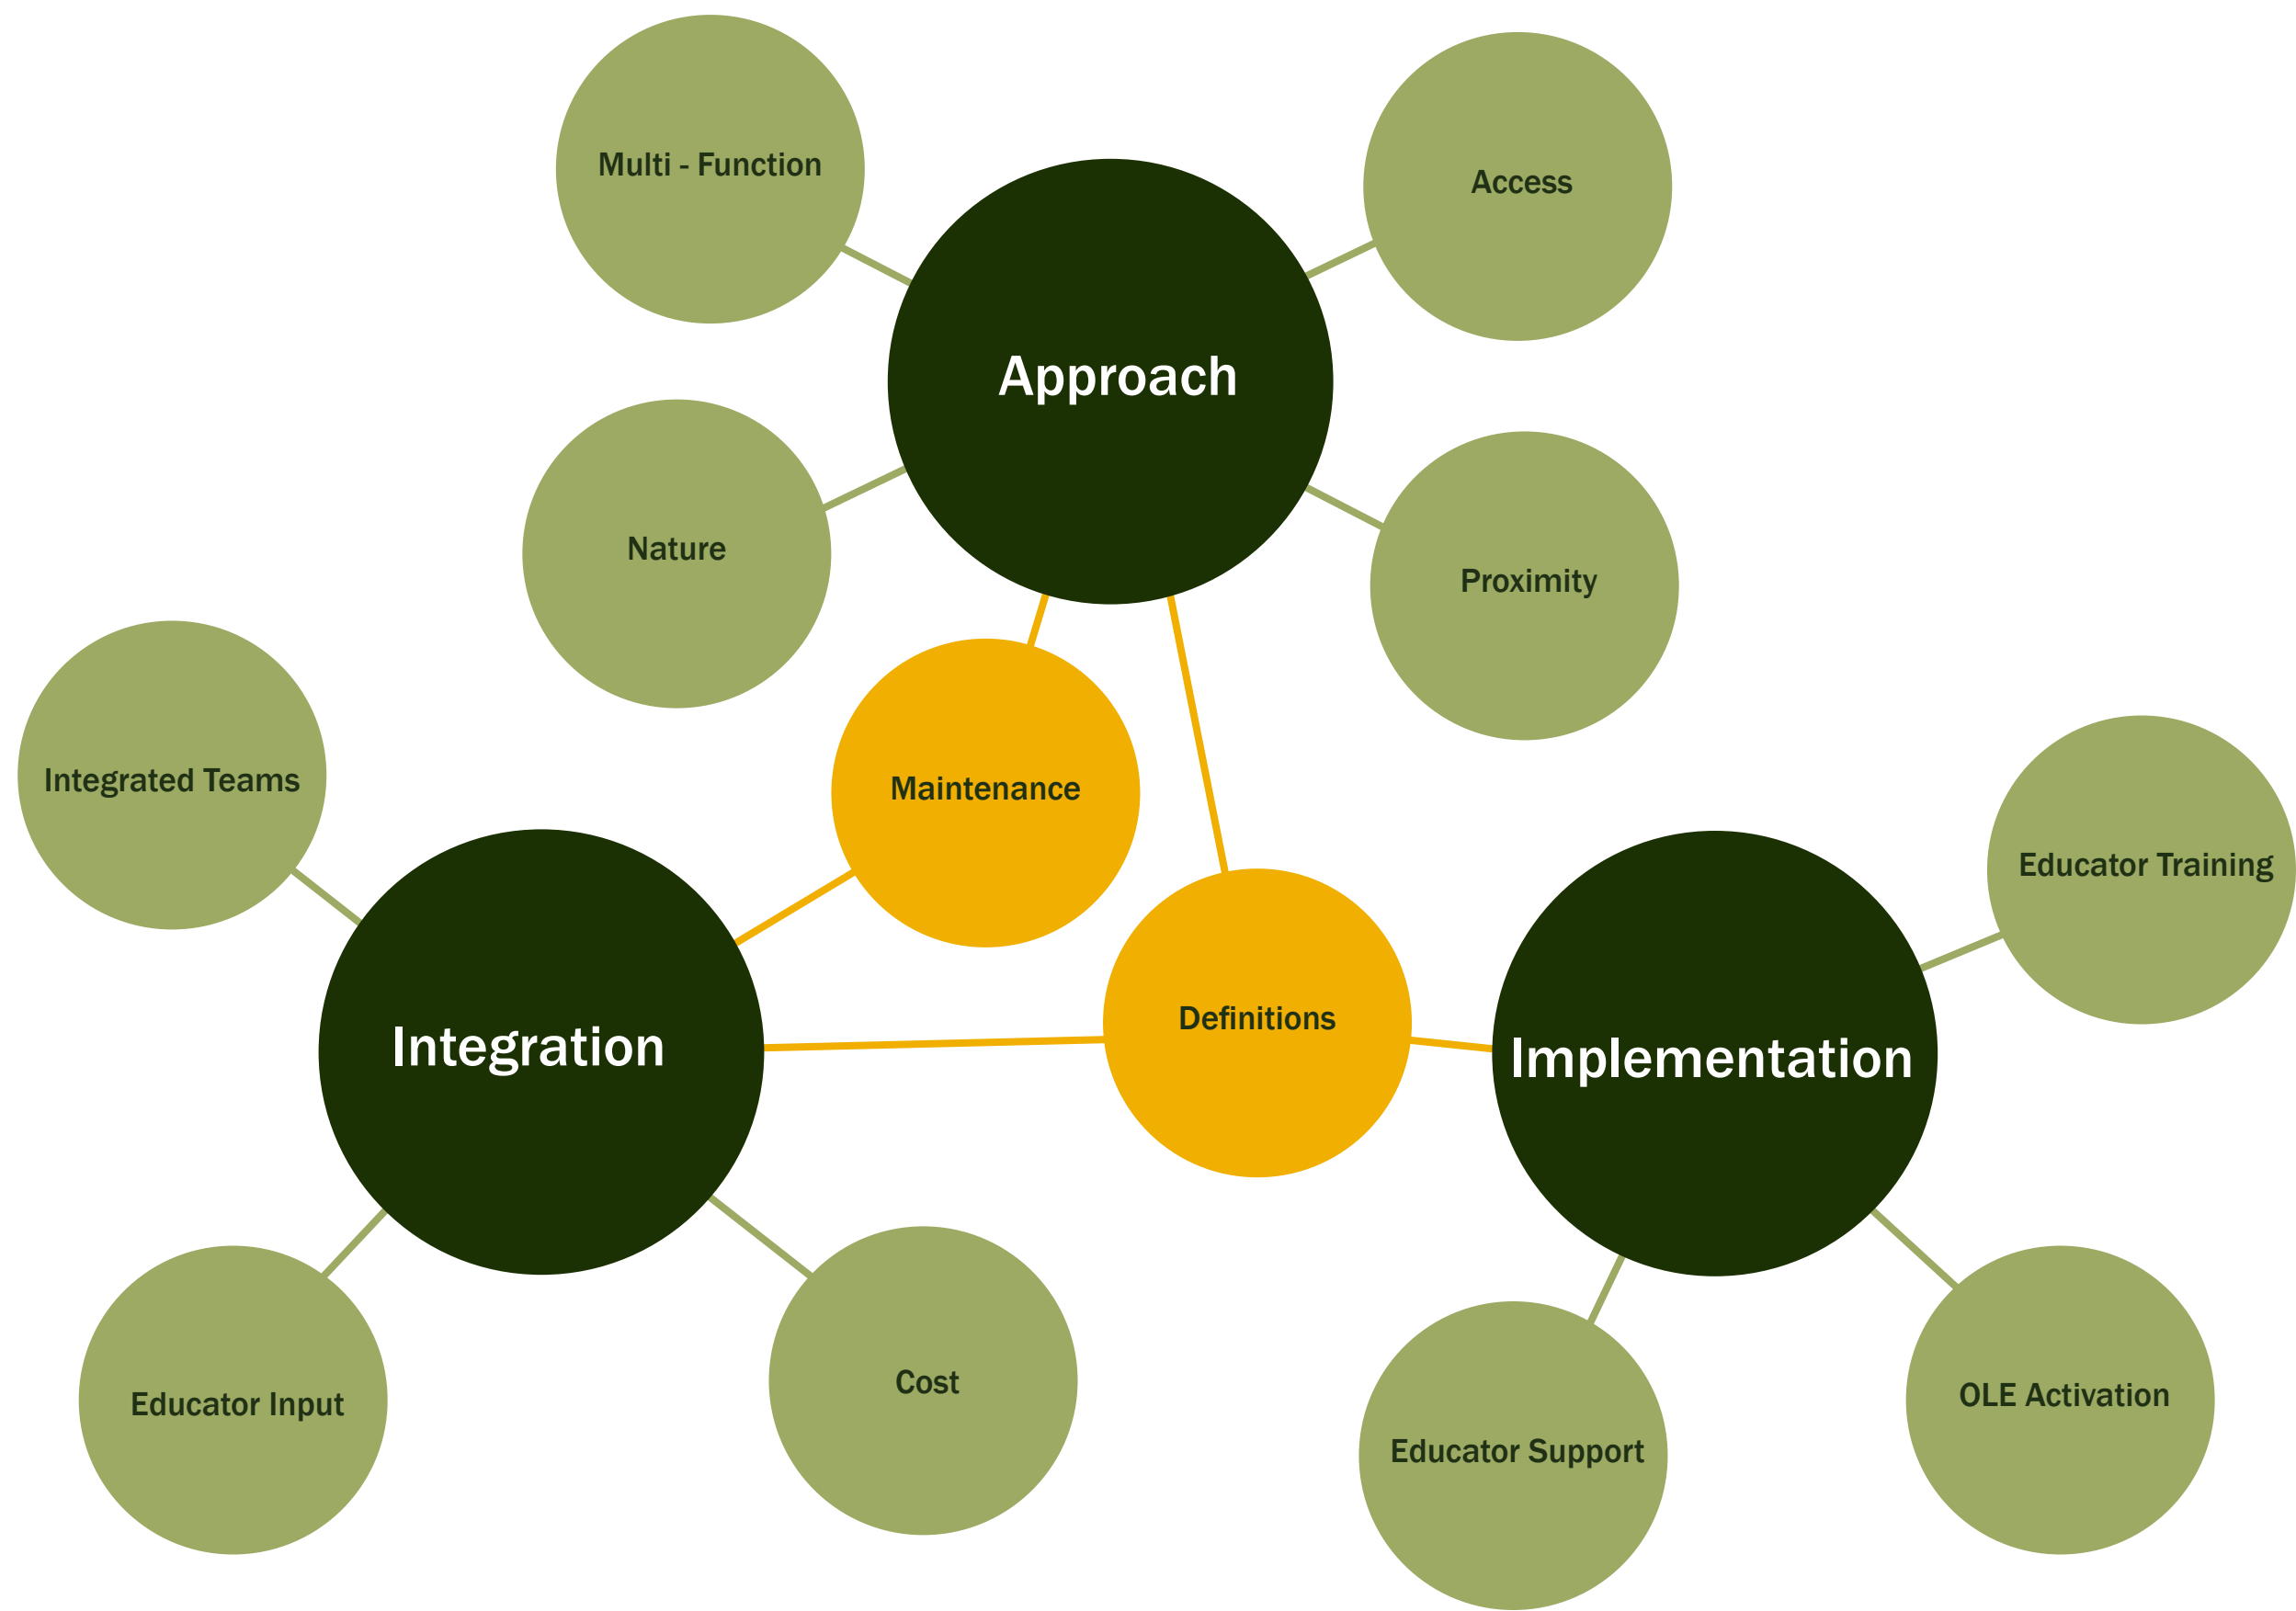 Multi - Function
Access
Approach
Nature
Proximity
Integrated Teams
Maintenance
Educator Training
Definitions
Integration
Implementation
Cost
Educator Input
OLE Activation
Educator Support